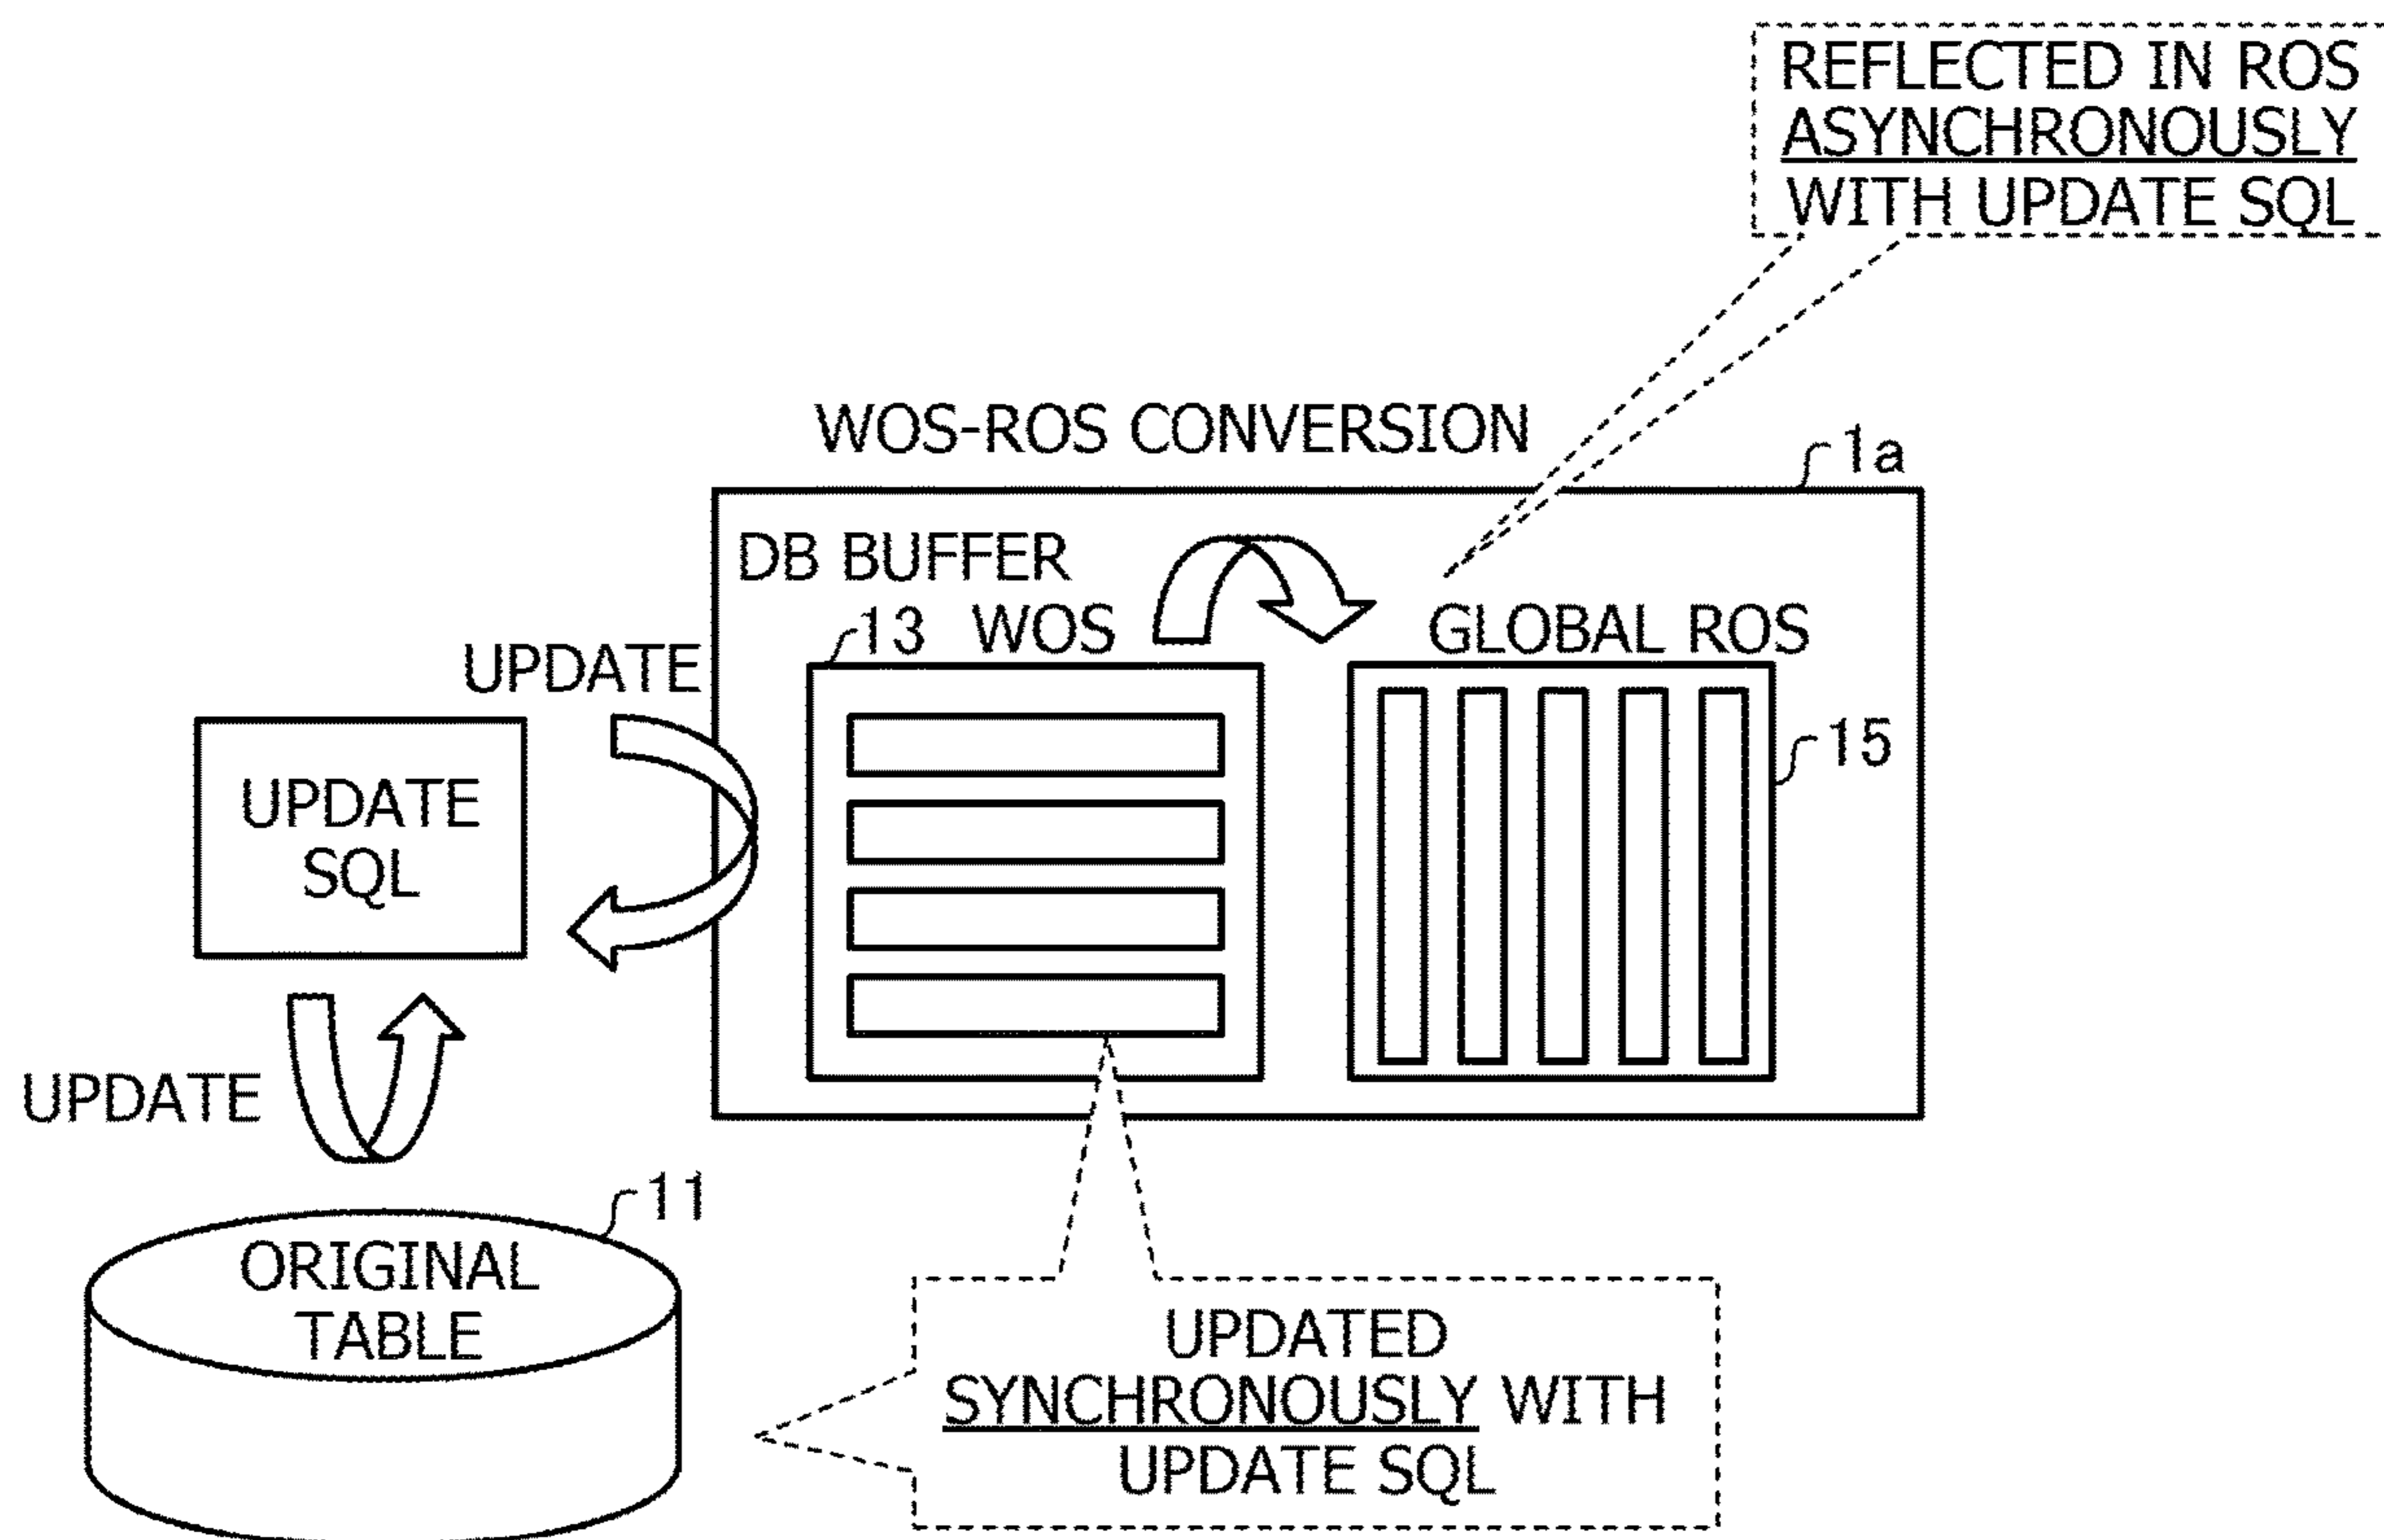 REFLECTED IN ROS
ASYNCHRONOUSLY
WITH UPDATE SQL
WOS-ROS CONVERSION
1a
DB BUFFER
13 WOS
GLOBAL ROS
UPDATE
15
UPDATE
SQL
UPDATE
11
ORIGINAL
TABLE
UPDATED
SYNCHRONOUSLY WITH
UPDATE SQL